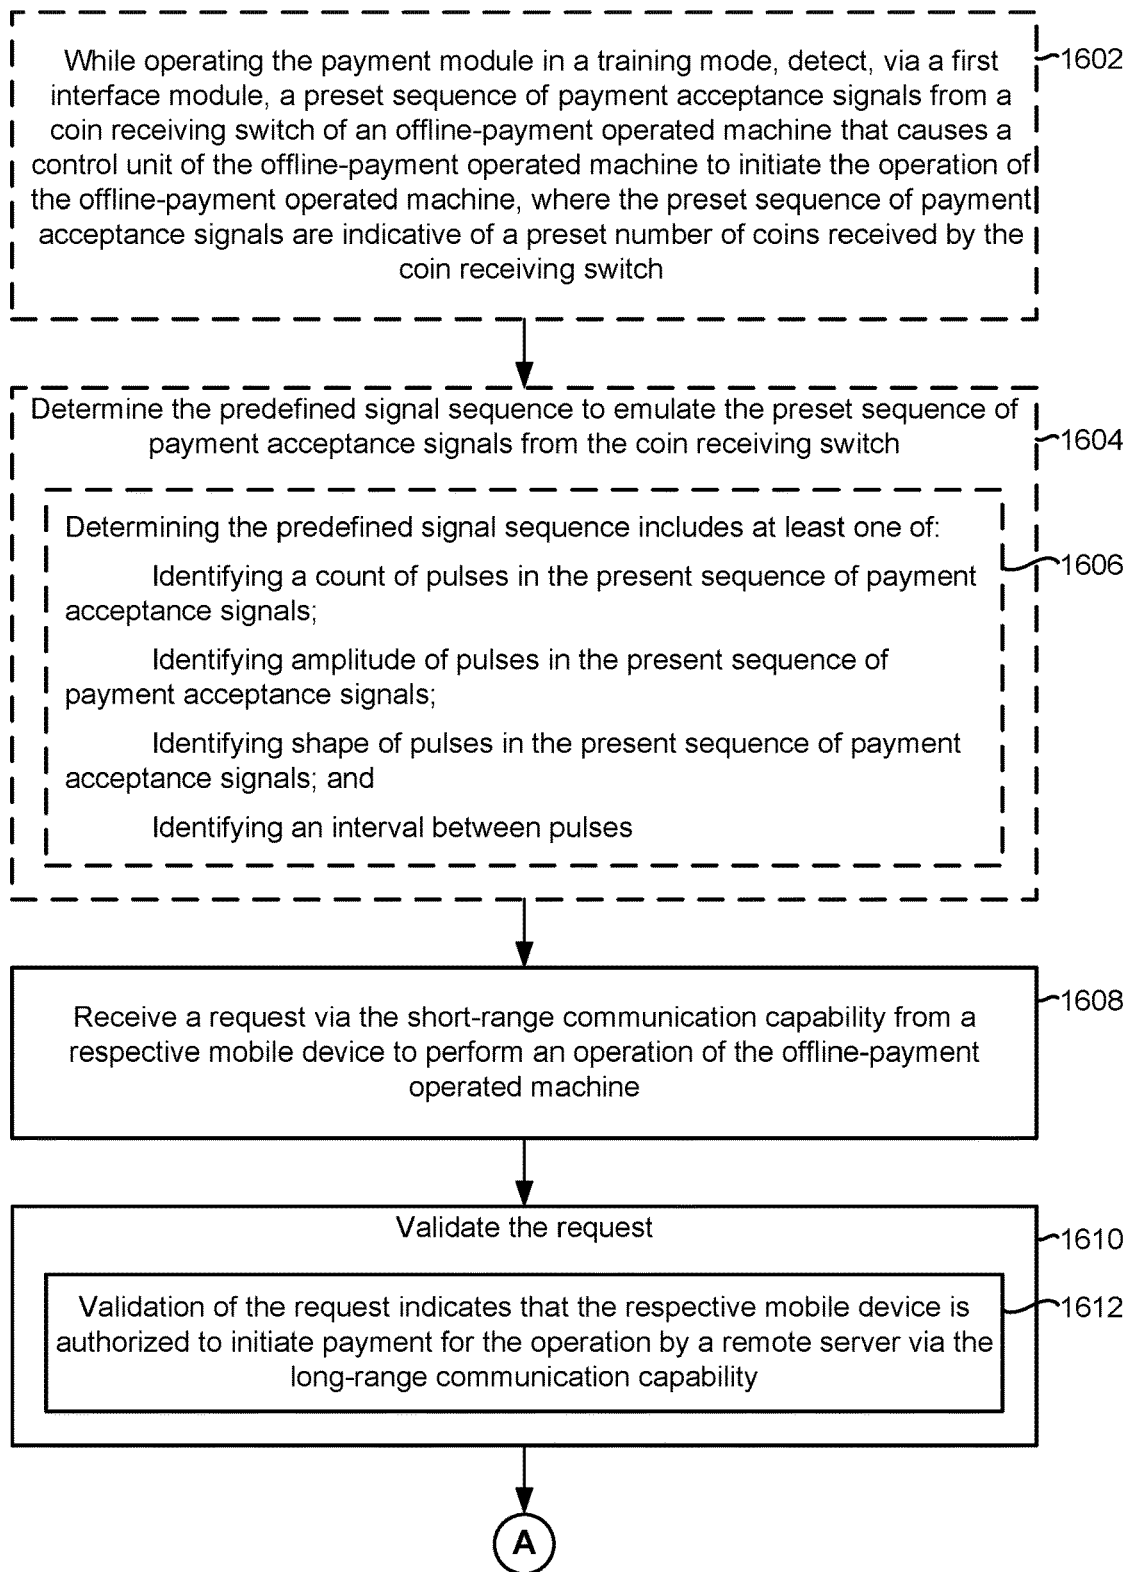 While operating the payment module in a training mode, detect, via a first
interface module, a preset sequence of payment acceptance signals from a
coin receiving switch of an offline-payment operated machine that causes a
control unit of the offline-payment operated machine to initiate the operation of
the offline-payment operated machine, where the preset sequence of payment
acceptance signals are indicative of a preset number of coins received by the
coin receiving switch
1602
Determine the predefined signal sequence to emulate the preset sequence of
payment acceptance signals from the coin receiving switch
1604
Determining the predefined signal sequence includes at least one of:
Identifying a count of pulses in the present sequence of payment
acceptance signals;
1606
Identifying amplitude of pulses in the present sequence of
payment acceptance signals;
Identifying shape of pulses in the present sequence of payment
acceptance signals; and
Identifying an interval between pulses
Receive a request via the short-range communication capability from a
respective mobile device to perform an operation of the offline-payment
operated machine
1608
Validate the request
1610
Validation of the request indicates that the respective mobile device is
authorized to initiate payment for the operation by a remote server via the
long-range communication capability
1612
A